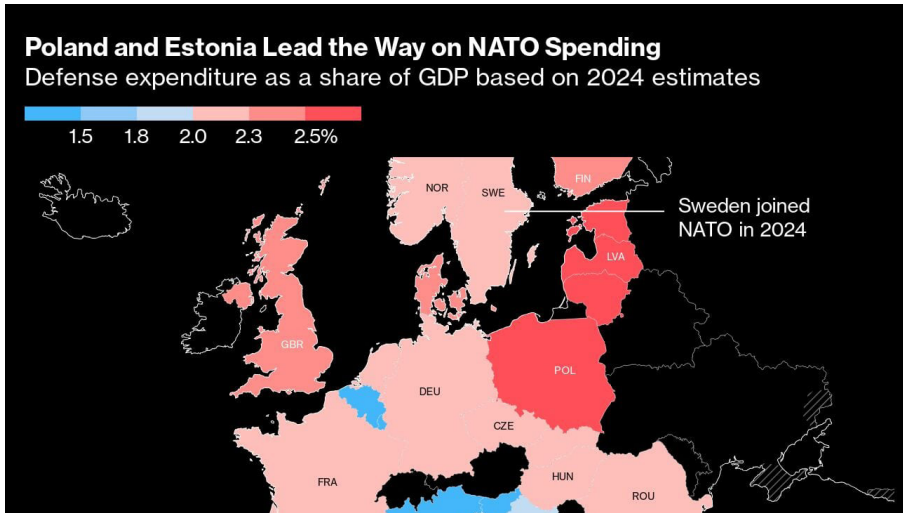 Poland and Estonia Lead the Way on NATO Spending
Defense expenditure as a share of GDP based on 2024 estimates
1.5 1.8 2.0 2.3 2.5%
NOR
SWE
FIN
Sweden joined
NATO in 2024
LVA
GBR
POL
DEU
CZE
HUN
FRA
ROU